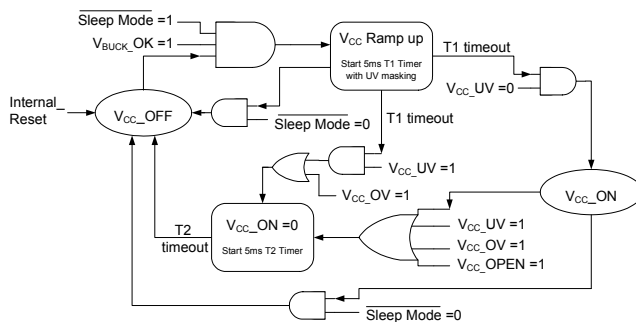 Sleep Mode =1
VBUCK_OK =1
VCC Ramp up
Start 5ms T1 Timer
with UV masking
T1 timeout
VCC_UV =0
Internal_
Reset
VCC_OFF
Sleep Mode =0
T1 timeout
VCC_UV = 1
VCC_OV = 1
VCC_ON
VCC_ON =0
Start 5ms T2 Timer
T2
timeout
VCC_UV = 1
VCC_OV = 1
VCC_OPEN = 1
Sleep Mode =0